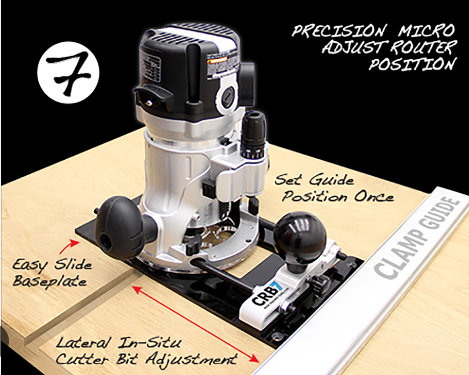 7
PRECISION MICRO
ADJUST ROUTER
POSITION
Set Guide
Position Once
CLAMP GUIDE
Easy Slide
Baseplate
CRB7
Lateral In-Situ
Cutter Bit Adjustment